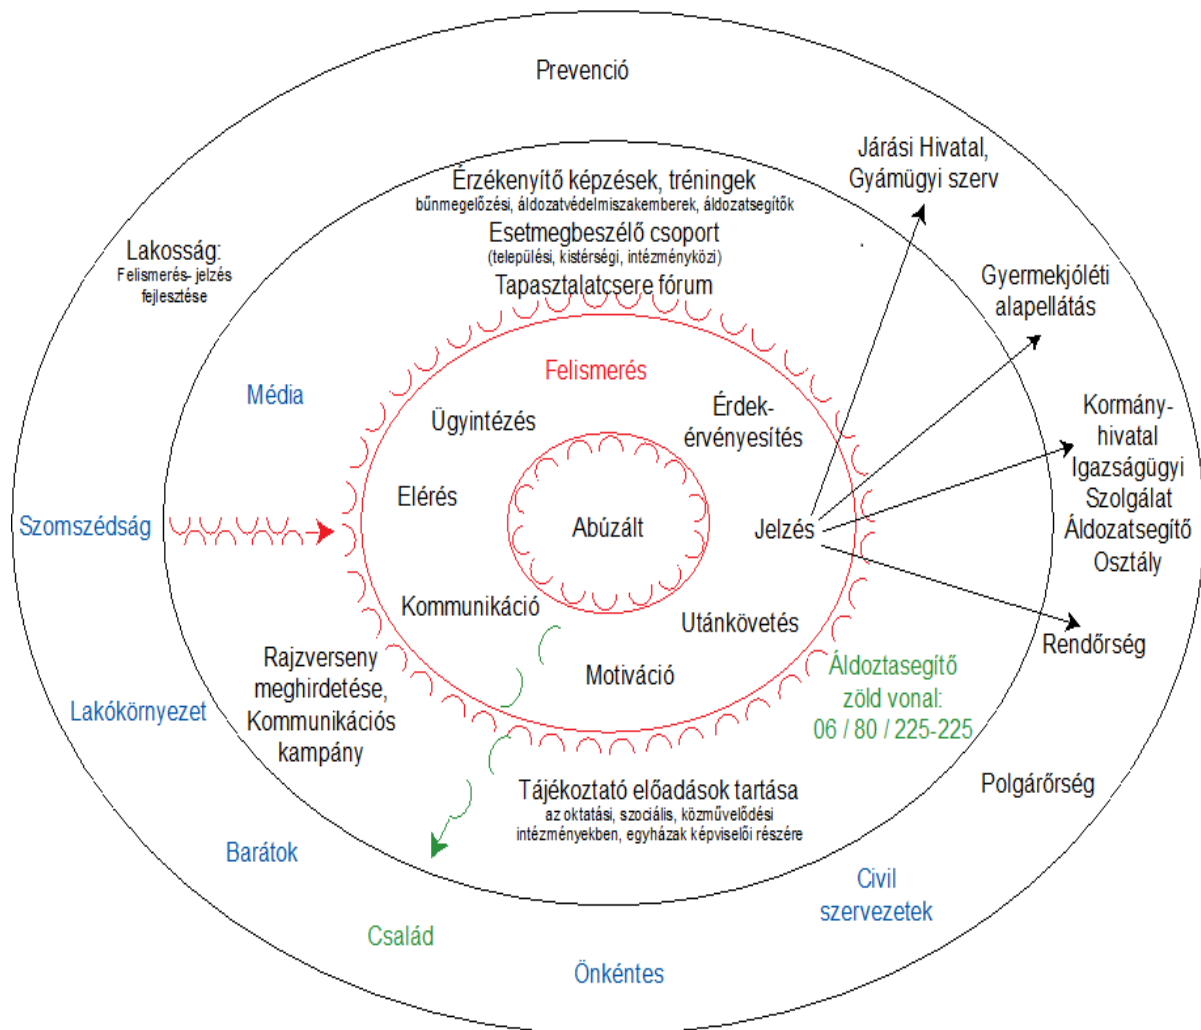 Prevenció
Járási Hivatal,
Gyámügyi szerv
Érzékenyítő képzések, tréningek
bűnmegelőzési, áldozatvédelmiszakemberek, áldozatsegítők
Esetmegbeszélő csoport
(települési, kistérségi, intézményközi)
Tapasztalatcsere fórum
Lakosság:
Felismerés- jelzés
fejlesztése
Gyermekjóléti
alapellátás
Média
Felismerés
Ügyintézés
Érdek-
érvényesítés
Kormány-
hivatal
Igazságügyi
Szolgálat
Áldozatsegítő
Osztály
Elérés
Szomszédság
Abúzált
Jelzés
Kommunikáció
Utánkövetés
Motiváció
Rendőrség
Rajzverseny
meghirdetése,
Kommunikációs
kampány
Lakókörnyezet
Áldoztasegítő
zöld vonal:
06 / 80 / 225-225
Tájékoztató előadások tartása
az oktatási, szociális, közművelődési
intézményekben, egyházak képviselői részére
Polgárőrség
Barátok
Család
Civil
szervezetek
Önkéntes